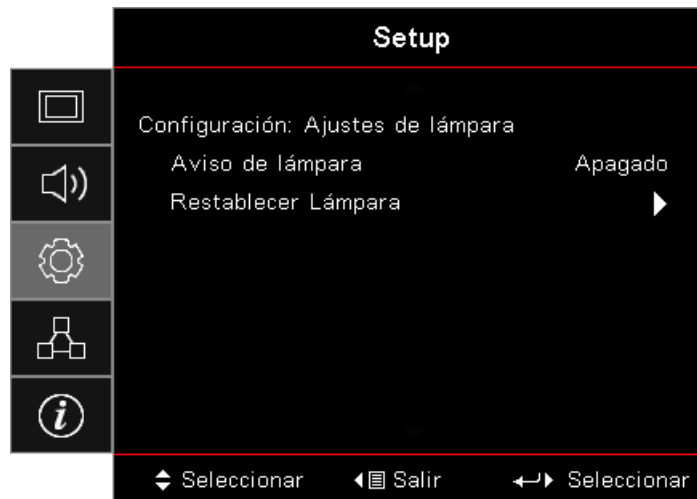 Setup
Configuración: Ajustes de lámpara
Aviso de lámpara Apagado
Restablecer Lámpara
Seleccionar Salir Seleccionar